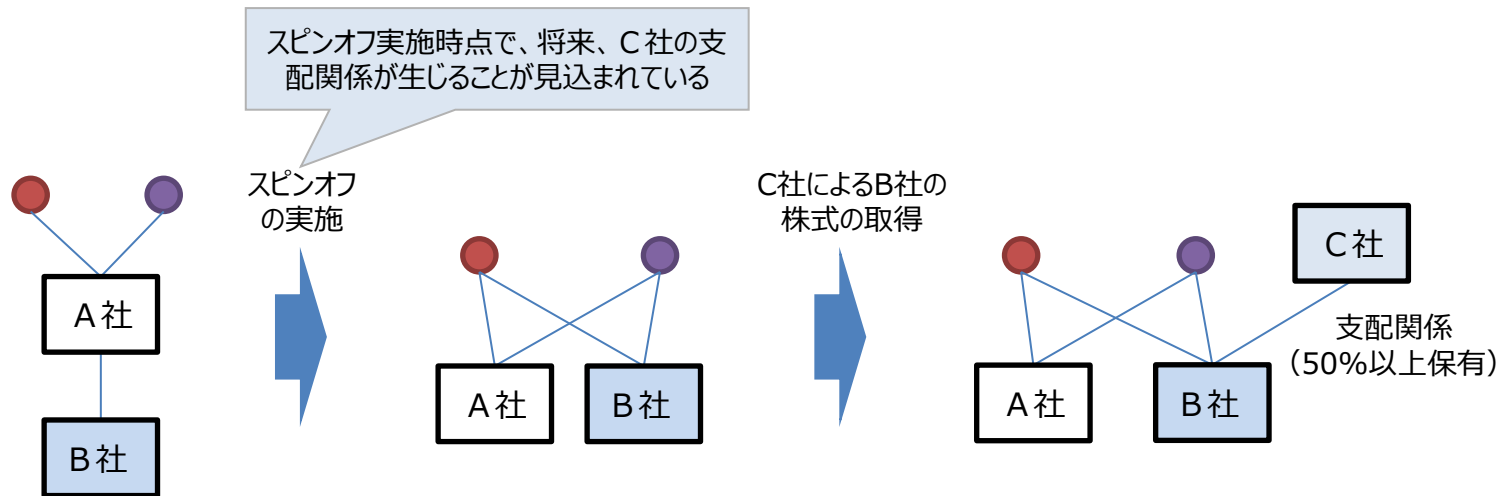 スピンオフ実施時点で、将来、C社の支
配関係が生じることが見込まれている
スピンオフ
の実施
A社
B社
A社
B社
C社によるB社の
株式の取得
C社
支配関係
(50%以上保有)
A社
B社